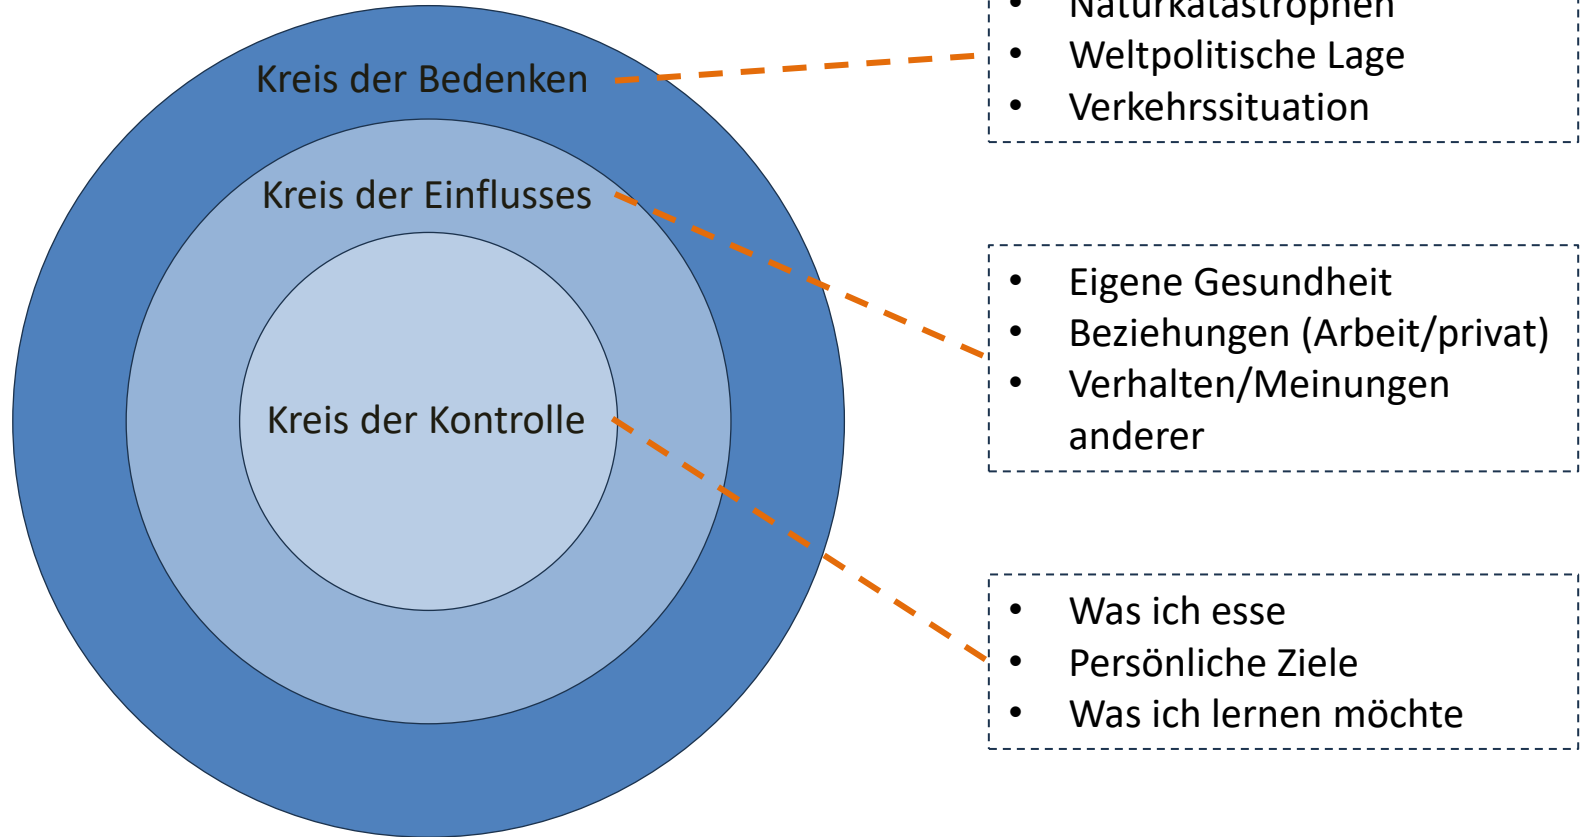 Kreis der Bedenken
Kreis der Einflusses
Kreis der Kontrolle
• Naturkatastrophen
• Weltpolitische Lage
• Verkehrssituation
• Eigene Gesundheit
• Beziehungen (Arbeit/privat)
• Verhalten/Meinungen
anderer
• Was ich esse
• Persönliche Ziele
• Was ich lernen möchte